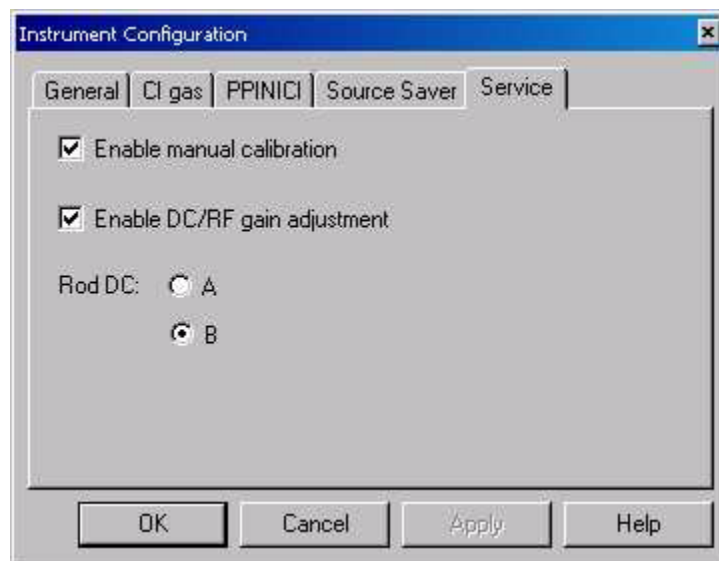 Instrument Configuration
General CI gas PPINICI Source Saver Service
Enable manual calibration
Enable DC/RF gain adjustment
Rod DC: A
B
OK Cancel Apply Help